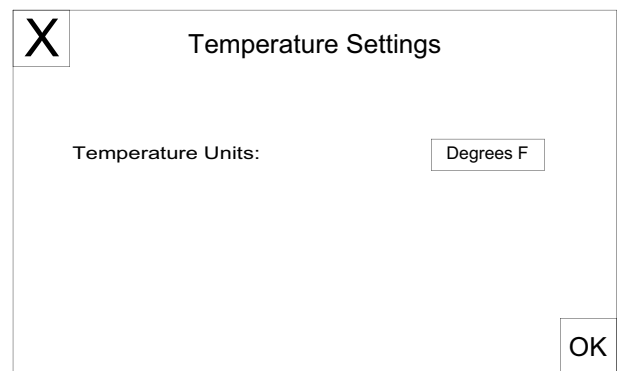 X
Temperature Settings
Temperature Units:
Degrees F
OK